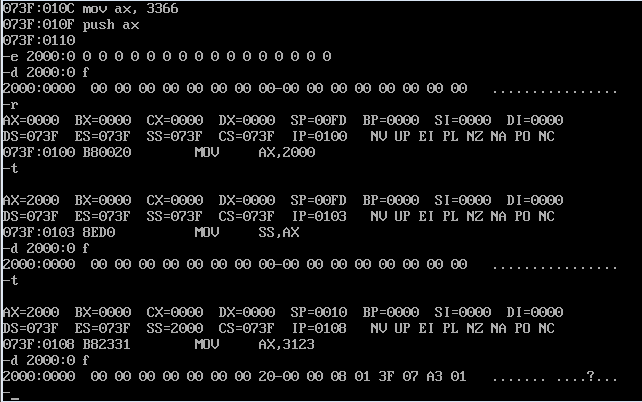 073F:010C mov ax, 3366
073F:010F push ax
073F:0110
-e 2000:0 0 0 0 0 0 0 0 0 0 0 0 0 0 0 0 0
-d 2000:0 f
2000:0000 00 00 00 00 00 00 00 00-00 00 00 00 00 00 00 00 ................
-r
AX=0000 BX=0000 CX=0000 DX=0000 SP=00FD BP=0000 SI=0000 DI=0000
DS=073F ES=073F SS=073F CS=073F IP=0100 NV UP EI PL NZ NA PO NC
073F:0100 B80020 MOV AX,2000
-t
AX=2000 BX=0000 CX=0000 DX=0000 SP=00FD BP=0000 SI=0000 DI=0000
DS=073F ES=073F SS=073F CS=073F IP=0103 NV UP EI PL NZ NA PO NC
073F:0103 8ED0 MOV SS,AX
-d 2000:0 f
2000:0000 00 00 00 00 00 00 00 00-00 00 00 00 00 00 00 00 ................
-t
AX=2000 BX=0000 CX=0000 DX=0000 SP=0010 BP=0000 SI=0000 DI=0000
DS=073F ES=073F SS=2000 CS=073F IP=0108 NV UP EI PL NZ NA PO NC
073F:0108 B82331 MOV AX,3123
-d 2000:0 f
2000:0000 00 00 00 00 00 00 00 20-00 00 08 01 3F 07 A3 01 ....... ....?...
-_